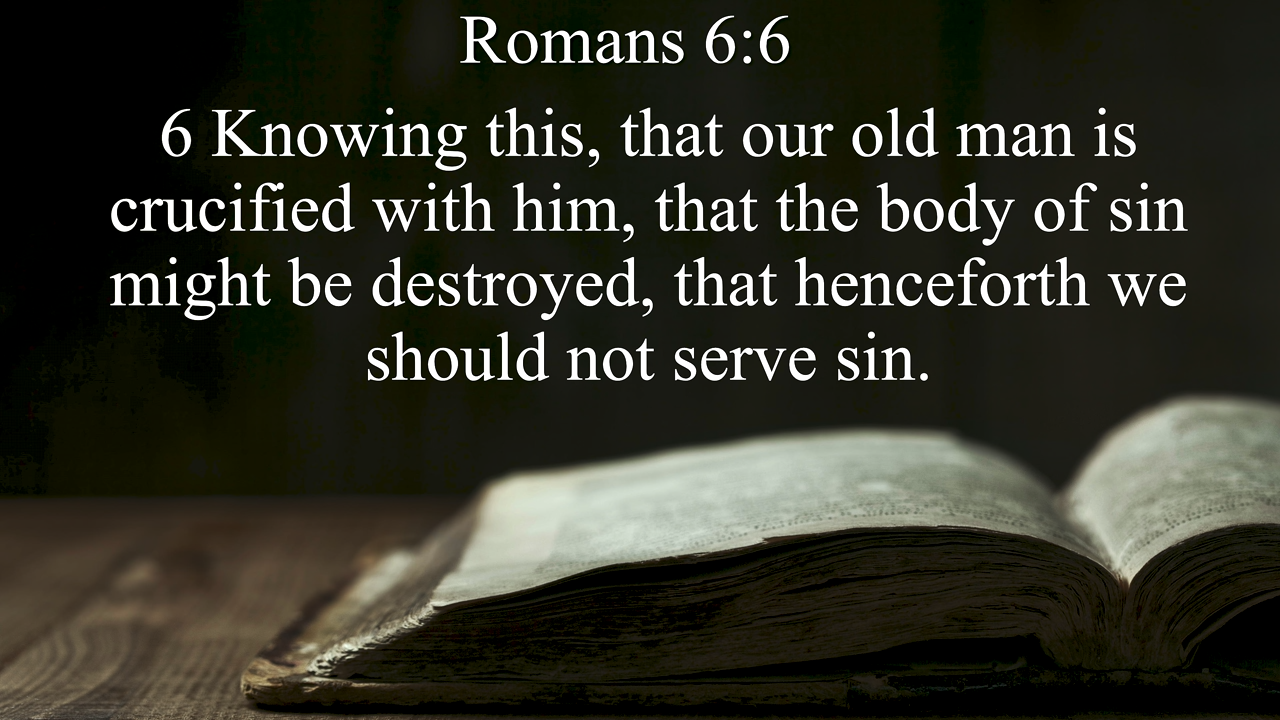 Romans 6:6
6 Knowing this, that our old man is
crucified with him, that the body of sin
might be destroyed, that henceforth we
should not serve sin.